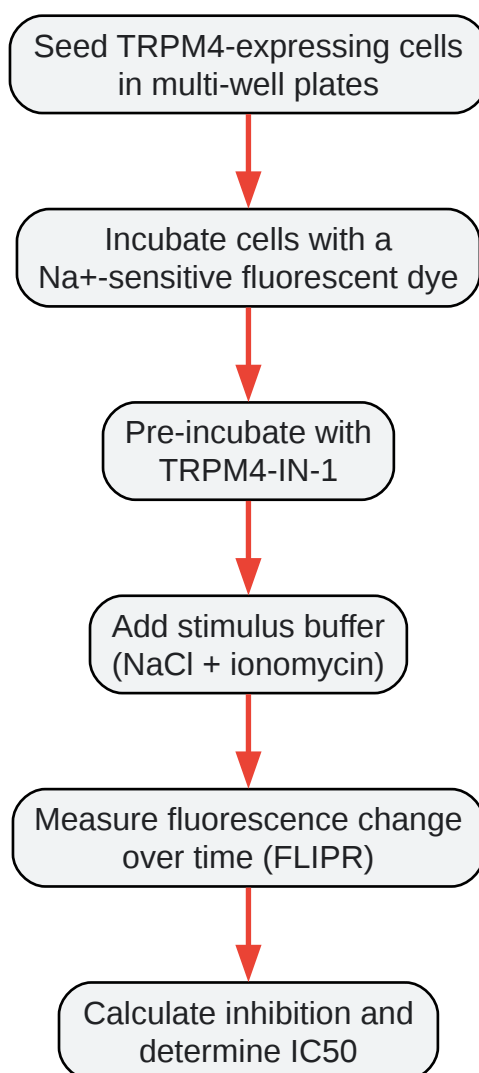 Seed TRPM4-expressing cells
in multi-well plates
Incubate cells with a
Na+-sensitive fluorescent dye
Pre-incubate with
TRPM4-IN-1
Add stimulus buffer
(NaCl + ionomycin)
Measure fluorescence change
over time (FLIPR)
Calculate inhibition and
determine IC50